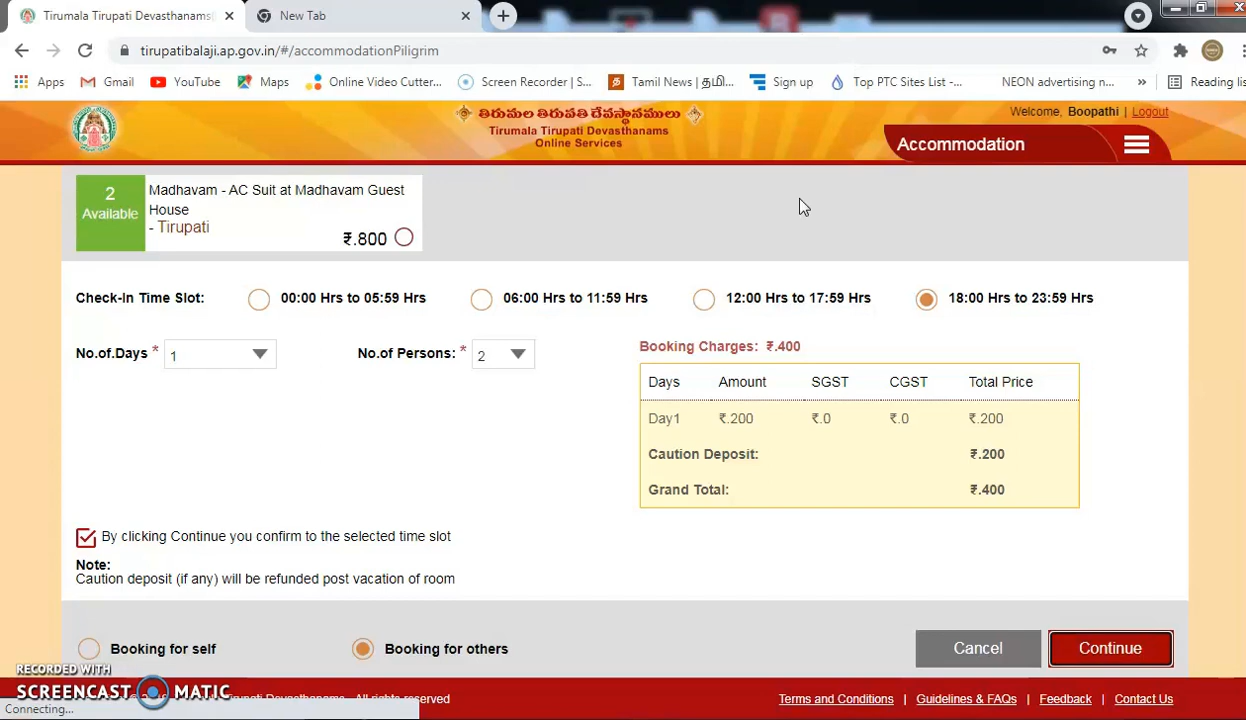 Tirumala Tirupati Devasthanams
New Tab
tirupatibalaji.ap.gov.in/#/accommodationPiligrim
Apps Gmail YouTube Maps Online Video Cutter... Screen Recorder | S... Tamil News | தமி... Sign up Top PTC Sites List -... NEON advertising n... » Reading lis
తిరుమల తిరుపతి దేవస్థానములు
Tirumala Tirupati Devasthanams
Online Services
Welcome, Boopathi | Logout
Accommodation
2
Available
Madhavam - AC Suit at Madhavam Guest
House
- Tirupati
₹.800
Check-In Time Slot: 00:00 Hrs to 05:59 Hrs 06:00 Hrs to 11:59 Hrs 12:00 Hrs to 17:59 Hrs 18:00 Hrs to 23:59 Hrs
No.of.Days * 1 No.of Persons: * 2
Booking Charges: ₹.400
Days Amount SGST CGST Total Price
Day1 ₹.200 ₹.0 ₹.0 ₹.200
Caution Deposit: ₹.200
Grand Total: ₹.400
By clicking Continue you confirm to the selected time slot
Note:
Caution deposit (if any) will be refunded post vacation of room
Booking for self Booking for others Cancel Continue
RECORDED WITH
SCREENCAST MATIC
Tirupati Devasthanams. All rights reserved
Terms and Conditions | Guidelines & FAQs | Feedback | Contact Us
Connecting...